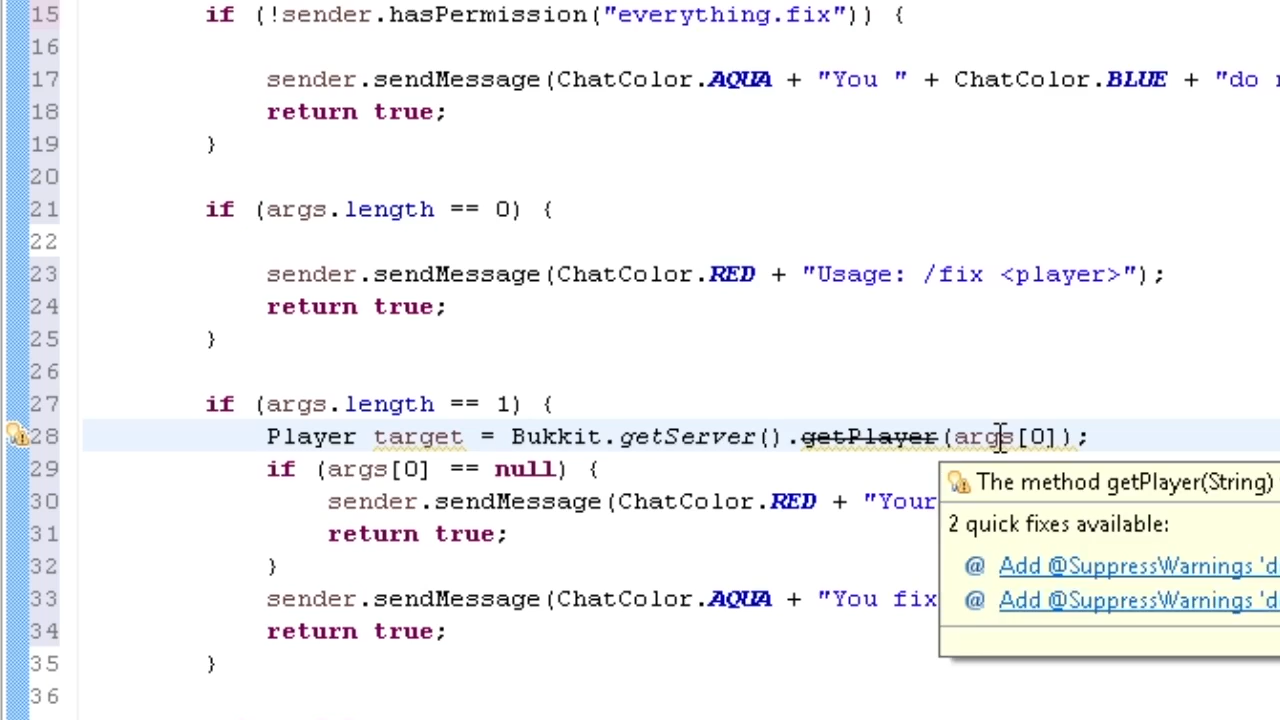 15 if (!sender.hasPermission("everything.fix")) {
16
17 sender.sendMessage(ChatColor.AQUA + "You " + ChatColor.BLUE + "do
18 return true;
19 }
20
21 if (args.length == 0) {
22
23 sender.sendMessage(ChatColor.RED + "Usage: /fix <player>");
24 return true;
25 }
26
27 if (args.length == 1) {
28 Player target = Bukkit.getServer().getPlayer(args[0]);
29 if (args[0] == null) {
30 sender.sendMessage(ChatColor.RED + "Your
31 return true;
32 }
33 sender.sendMessage(ChatColor.AQUA + "You fix
34 return true;
35 }
36
The method getPlayer(String)
2 quick fixes available:
@ Add @SuppressWarnings 'd
@ Add @SuppressWarnings 'd